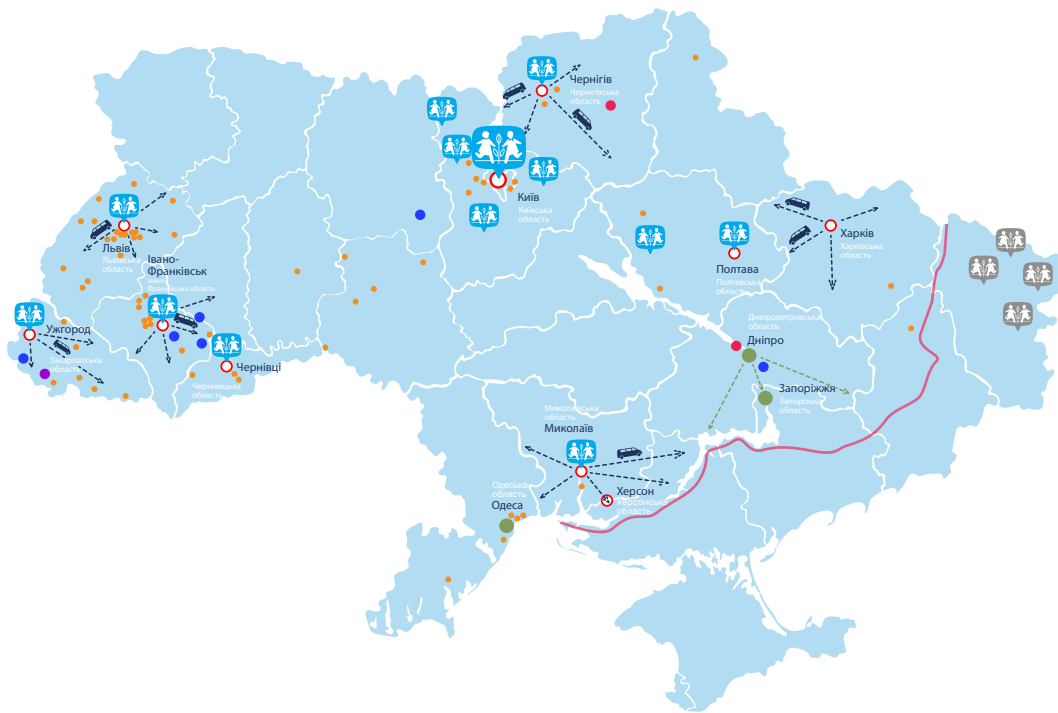 Чернігів
Чернігівська
область
Київ
Київська
область
Львів
Львівська
область
Івано-
Франківськ
Івано-
Франківська область
Харків
Харківська
область
Полтава
Полтавська
область
Ужгород
Закарпатська
область
Чернівці
Чернівецька
область
Дніпропетровська
область
Дніпро
Запоріжжя
Запорізька
область
Миколаївська
область
Миколаїв
Одеська
область
Одеса
Херсон
Херсонська
область